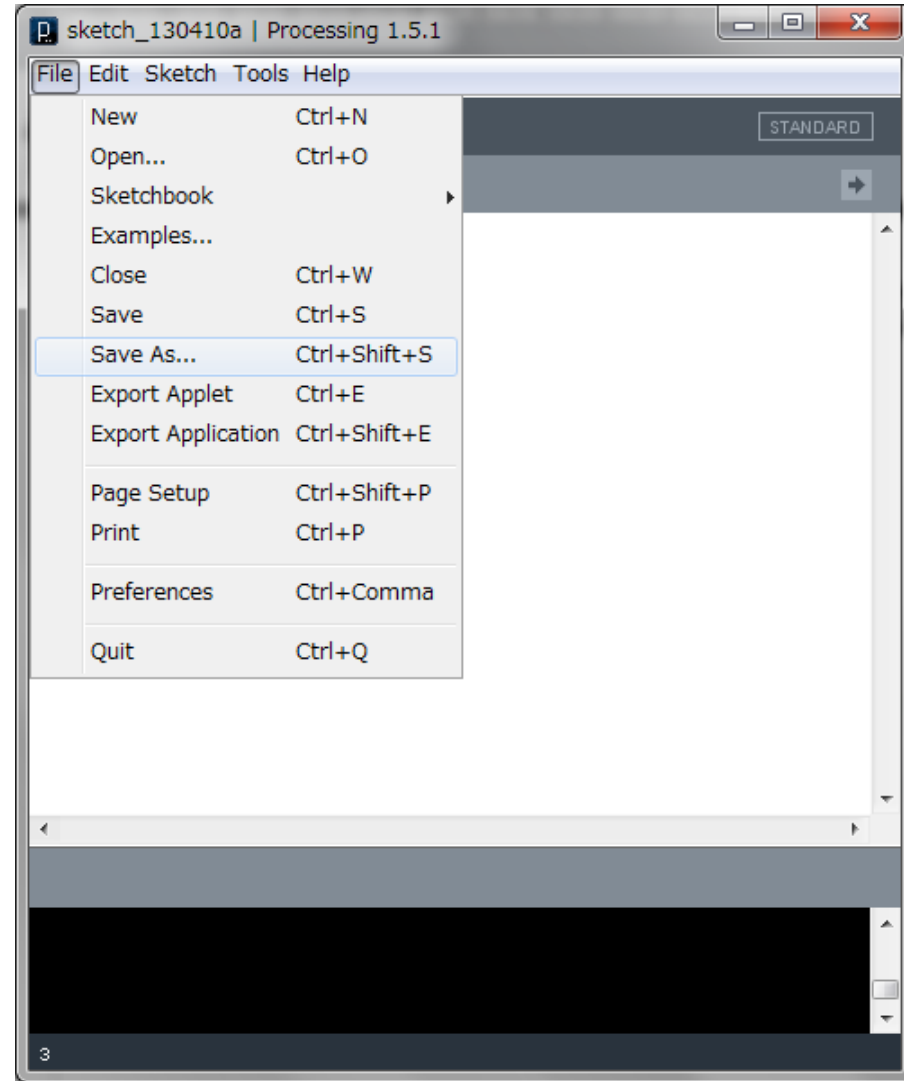 sketch_130410a | Processing 1.5.1
File Edit Sketch Tools Help
STANDARD
New Ctrl+N
Open... Ctrl+O
Sketchbook
Examples...
Close Ctrl+W
Save Ctrl+S
Save As... Ctrl+Shift+S
Export Applet Ctrl+E
Export Application Ctrl+Shift+E
Page Setup Ctrl+Shift+P
Print Ctrl+P
Preferences Ctrl+Comma
Quit Ctrl+Q
3